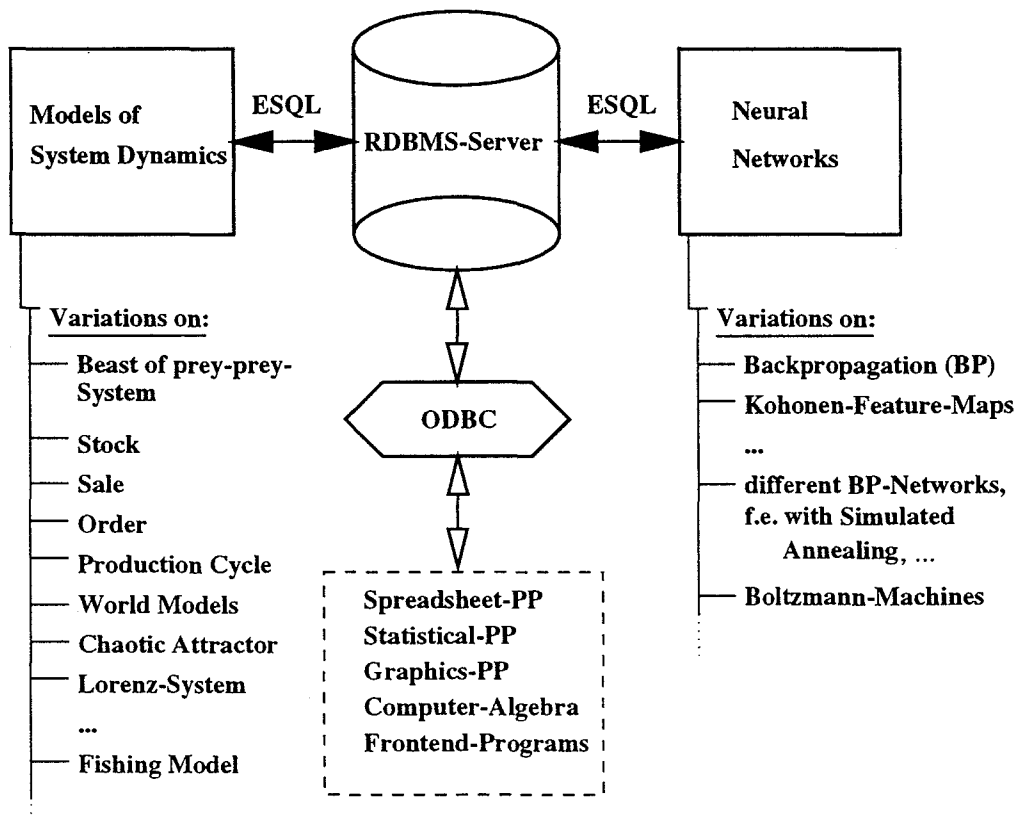 Models of
System Dynamics
ESQL
RDBMS-Server
ESQL
Neural
Networks
Variations on:
Beast of prey-prey-
System
Stock
Sale
Order
Production Cycle
World Models
Chaotic Attractor
Lorenz-System
...
Fishing Model
ODBC
Spreadsheet-PP
Statistical-PP
Graphics-PP
Computer-Algebra
Frontend-Programs
Variations on:
Backpropagation (BP)
Kohonen-Feature-Maps
...
different BP-Networks,
f.e. with Simulated
Annealing, ...
Boltzmann-Machines